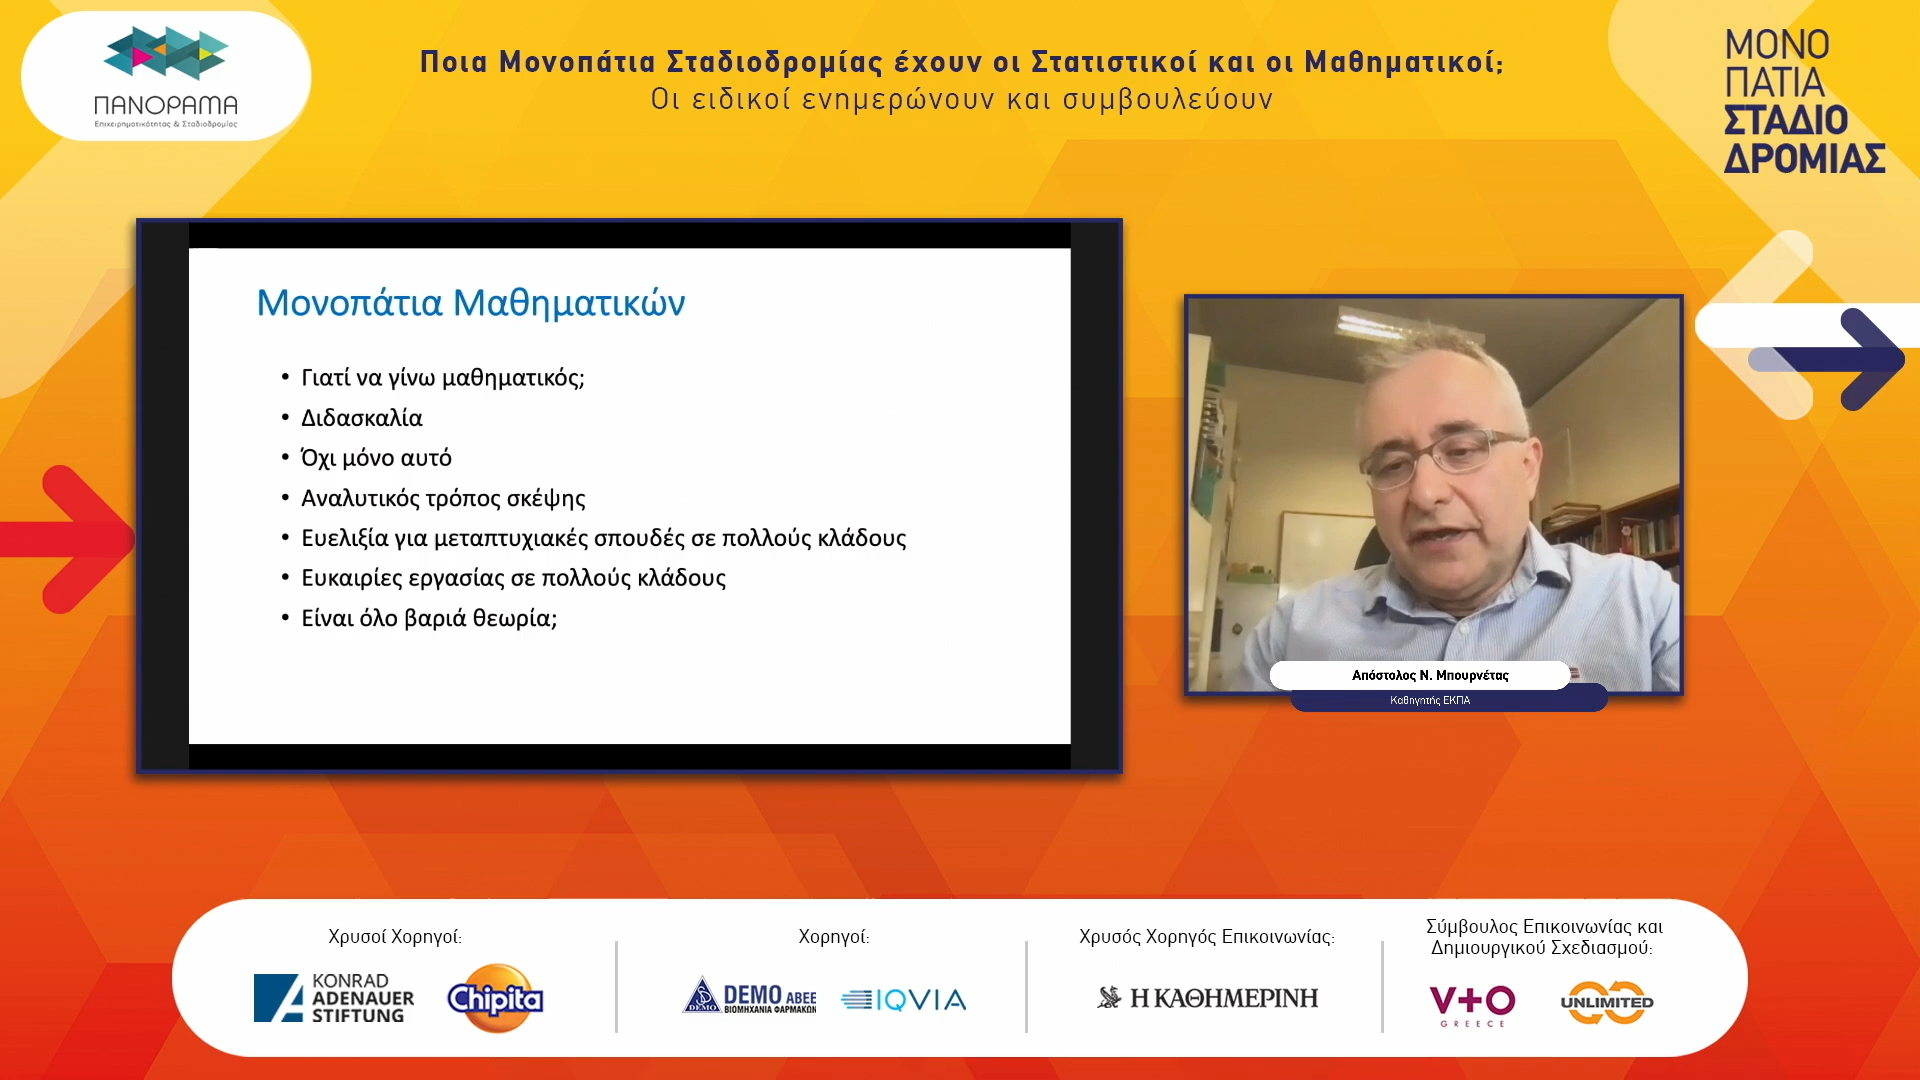 ΠΑΝΟΡΑΜΑ
Επιχειρηματικότητας & Σταδιοδρομίας
Ποια Μονοπάτια Σταδιοδρομίας έχουν οι Στατιστικοί και οι Μαθηματικοί;
Οι ειδικοί ενημερώνουν και συμβουλεύουν
ΜΟΝΟ
ΠΑΤΙΑ
ΣΤΑΔΙΟ
ΔΡΟΜΙΑΣ
Μονοπάτια Μαθηματικών
• Γιατί να γίνω μαθηματικός;
• Διδασκαλία
• Όχι μόνο αυτό
• Αναλυτικός τρόπος σκέψης
• Ευελιξία για μεταπτυχιακές σπουδές σε πολλούς κλάδους
• Ευκαιρίες εργασίας σε πολλούς κλάδους
• Είναι όλο βαριά θεωρία;
Απόστολος Ν. Μπουρνέτας
Καθηγητής ΕΚΠΑ
Χρυσοί Χορηγοί:
KONRAD
ADENAUER
STIFTUNG
Chipita
Χορηγοί:
DEMO
DEMO ABEE
ΒΙΟΜΗΧΑΝΙΑ ΦΑΡΜΑΚΩΝ
IQVIA
Χρυσός Χορηγός Επικοινωνίας:
Η ΚΑΘΗΜΕΡΙΝΗ
Σύμβουλος Επικοινωνίας και
Δημιουργικού Σχεδιασμού:
V+O
GREECE
UNLIMITED